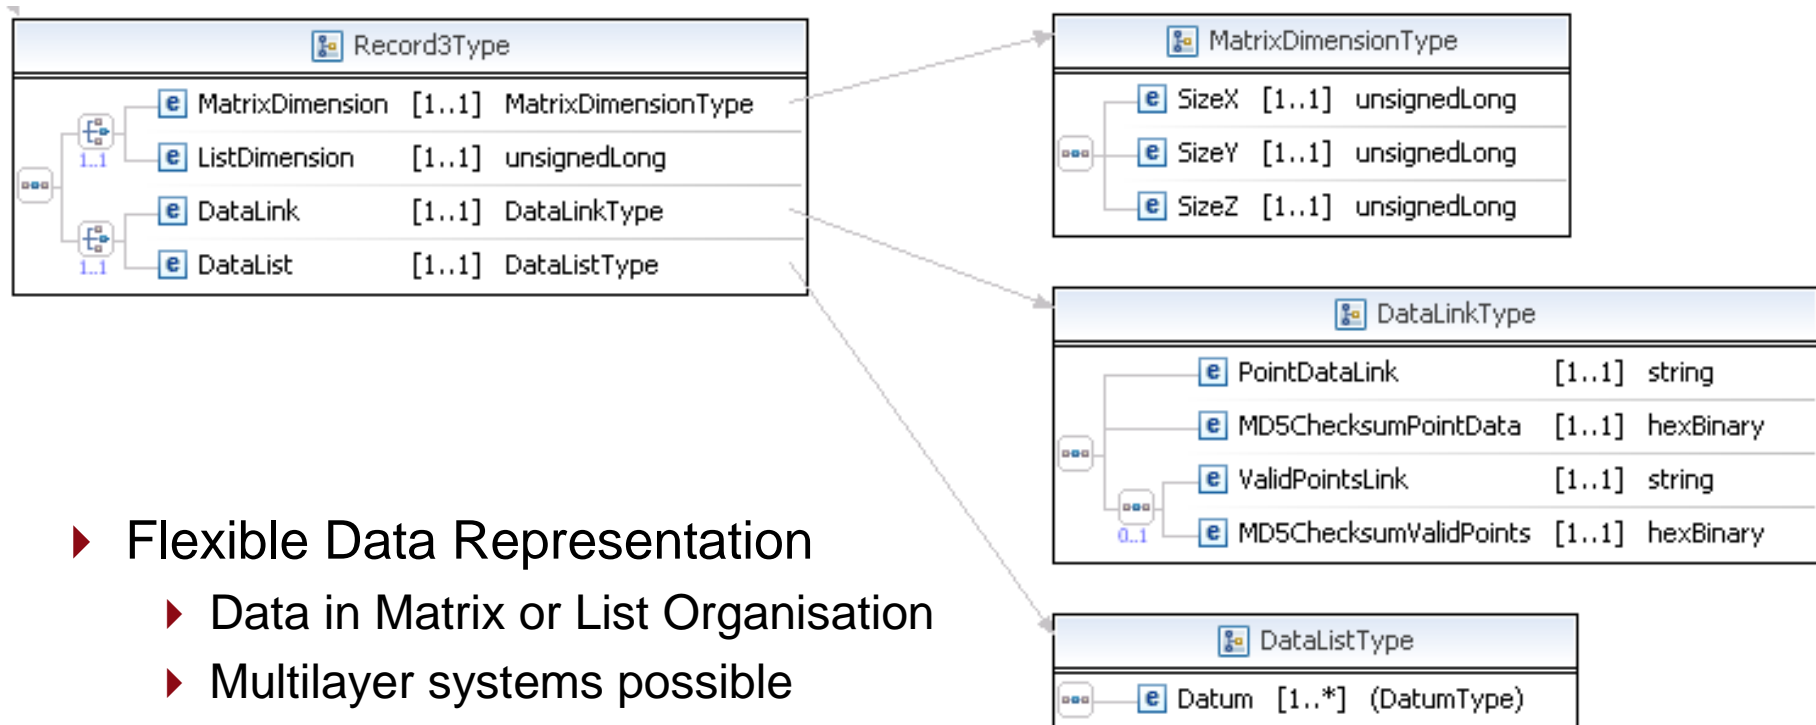 Record3Type
MatrixDimension [1..1] MatrixDimensionType
1..1
ListDimension [1..1] unsignedLong
DataLink [1..1] DataLinkType
1..1
DataList [1..1] DataListType
MatrixDimensionType
SizeX [1..1] unsignedLong
SizeY [1..1] unsignedLong
SizeZ [1..1] unsignedLong
DataLinkType
PointDataLink [1..1] string
MD5ChecksumPointData [1..1] hexBinary
ValidPointsLink [1..1] string
0..1
MD5ChecksumValidPoints [1..1] hexBinary
Flexible Data Representation
Data in Matrix or List Organisation
Multilayer systems possible
DataListType
Datum [1..*] (DatumType)